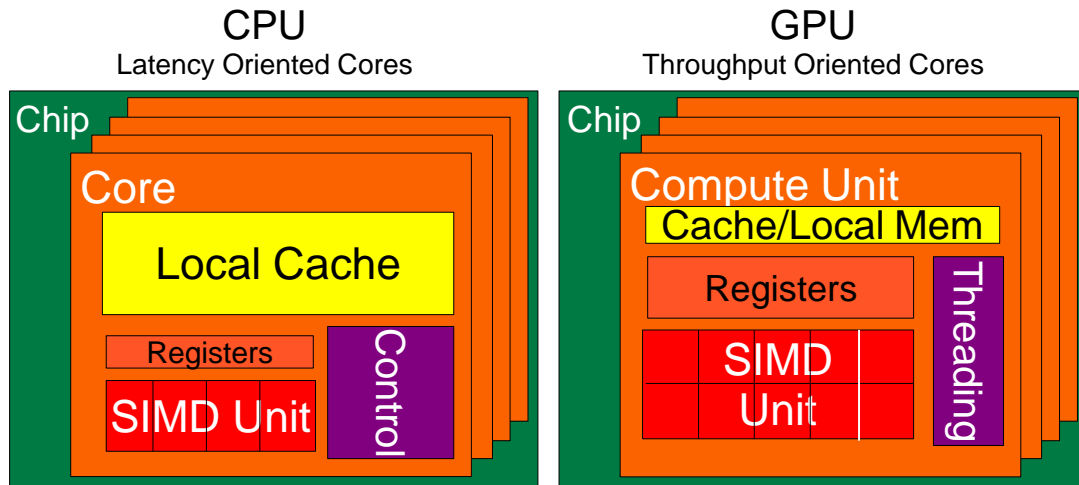 CPU
Latency Oriented Cores
Chip
Core
Local Cache
Registers
SIMD Unit
Control
GPU
Throughput Oriented Cores
Chip
Compute Unit
Cache/Local Mem
Registers
SIMD
Unit
Threading